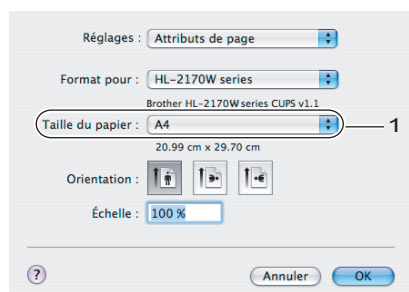 Réglages : Attributs de page
Format pour : HL-2170W series
Brother HL-2170W series CUPS v1.1
Taille du papier : A4 1
20.99 cm x 29.70 cm
Orientation :
Échelle : 100 %
? Annuler OK